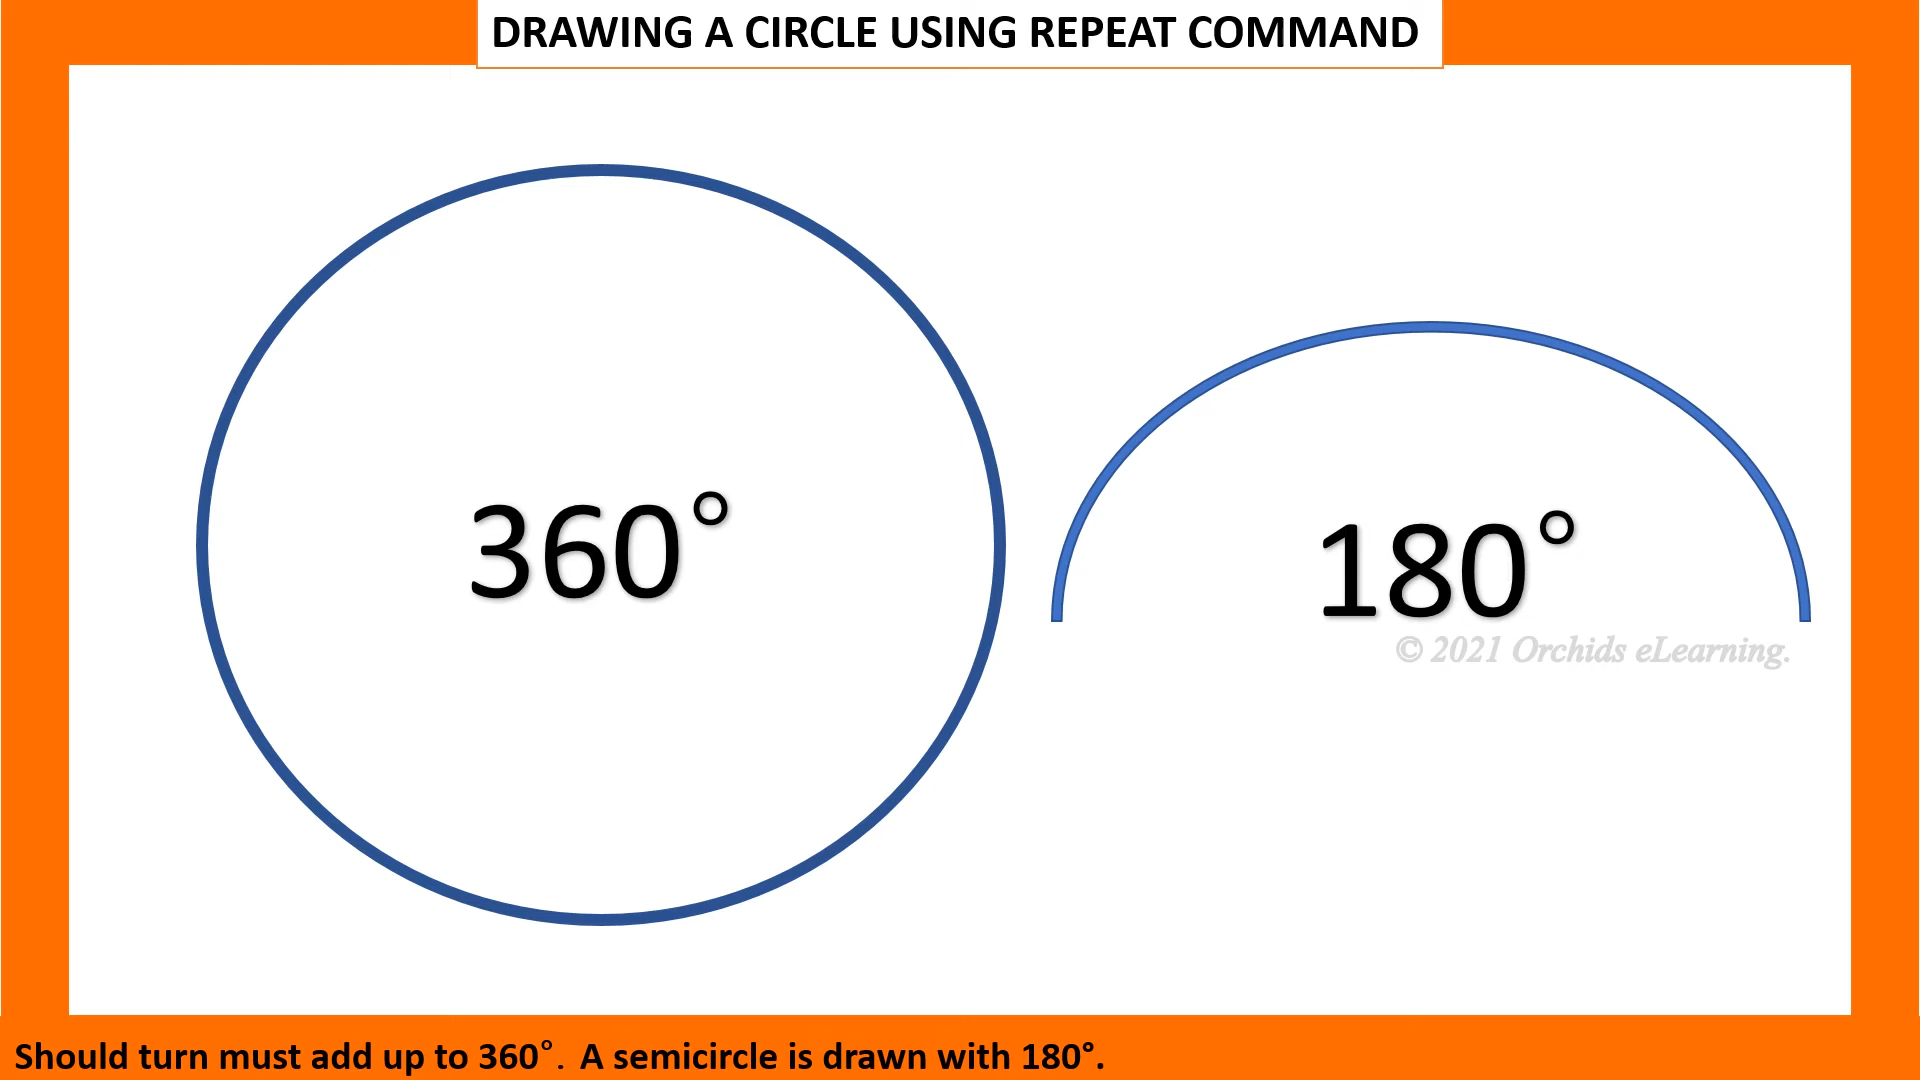 DRAWING A CIRCLE USING REPEAT COMMAND
360°
180°
© 2021 Orchids eLearning.
Should turn must add up to 360°. A semicircle is drawn with 180°.